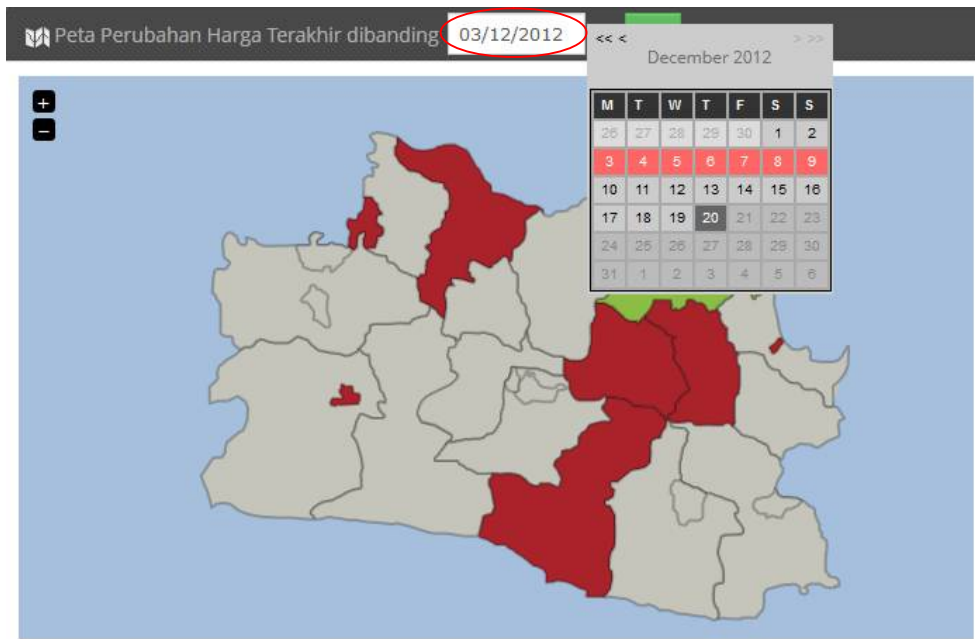 Peta Perubahan Harga Terakhir dibanding 03/12/2012
<< < > >>
December 2012
M T W T F S S
26 27 28 29 30 1 2
3 4 5 6 7 8 9
10 11 12 13 14 15 16
17 18 19 20 21 22 23
24 25 26 27 28 29 30
31 1 2 3 4 5 6
+
−